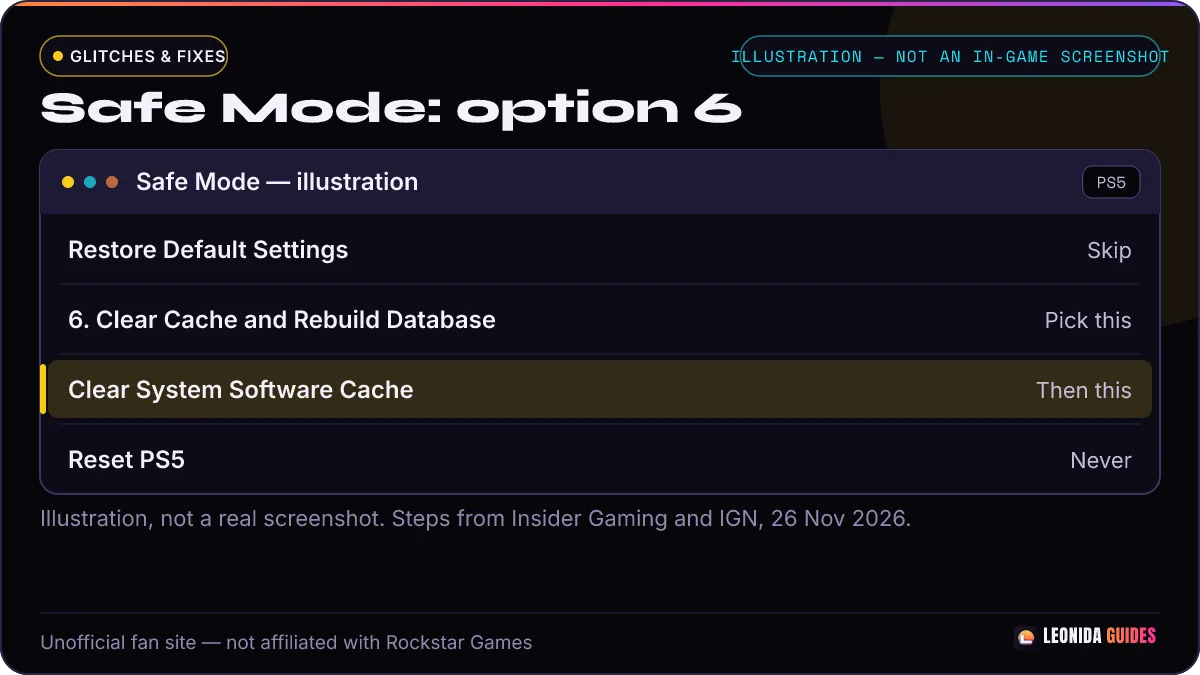 GLITCHES & FIXES
ILLUSTRATION — NOT AN IN-GAME SCREENSHOT
Safe Mode: option 6
Safe Mode — illustration
PS5
Restore Default Settings
Skip
6. Clear Cache and Rebuild Database
Pick this
Clear System Software Cache
Then this
Reset PS5
Never
Illustration, not a real screenshot. Steps from Insider Gaming and IGN, 26 Nov 2026.
Unofficial fan site — not affiliated with Rockstar Games
LEONIDA GUIDES